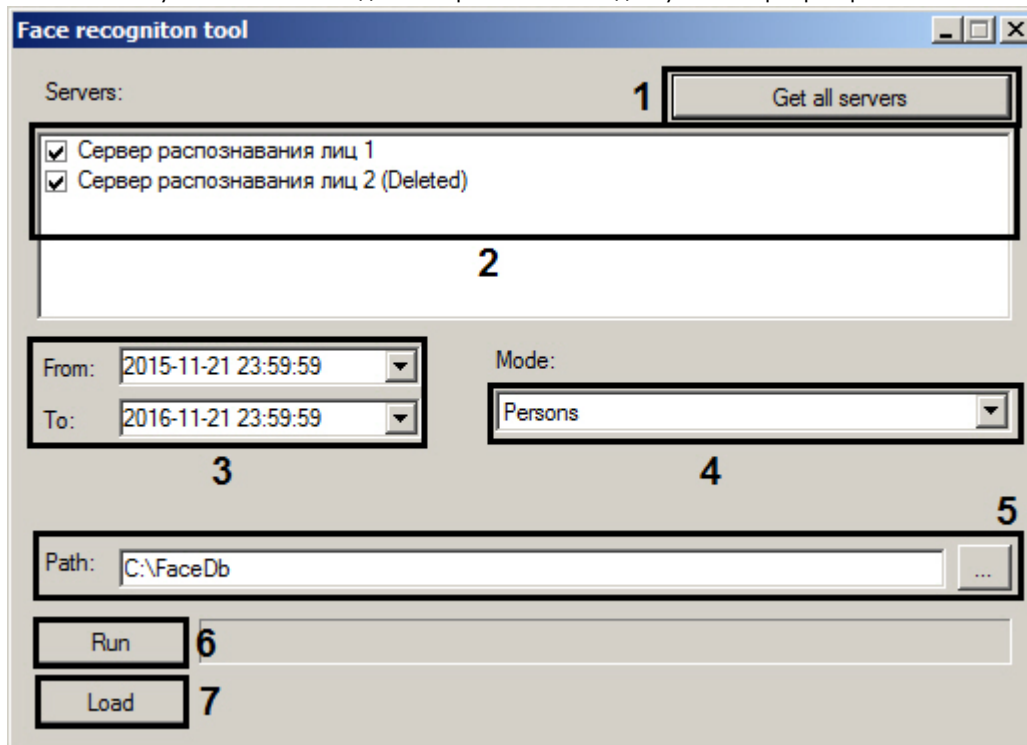 Face recogniton tool
Servers:
1
Get all servers
Сервер распознавания лиц 1
Сервер распознавания лиц 2 (Deleted)
2
From: 2015-11-21 23:59:59
Mode:
To: 2016-11-21 23:59:59
Persons
3
4
5
Path: C:\FaceDb
...
Run
6
Load
7